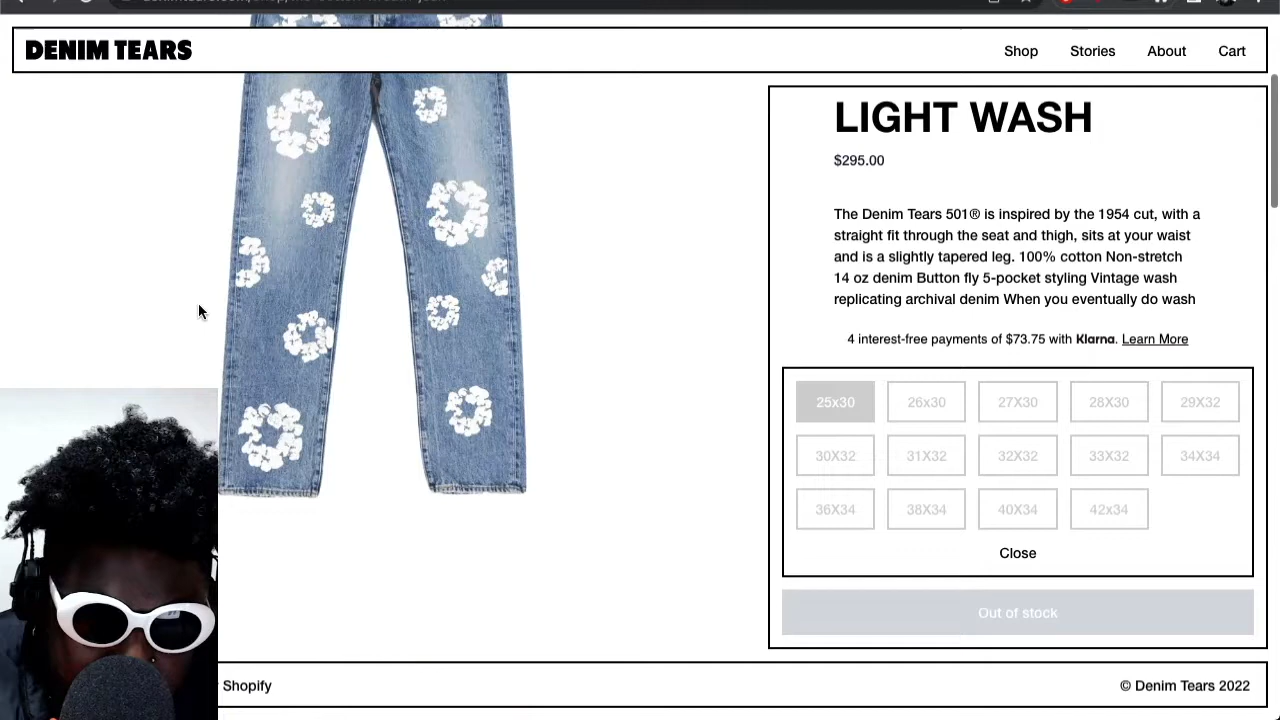 DENIM TEARS
Shop
Stories
About
Cart
LIGHT WASH
$295.00
The Denim Tears 501® is inspired by the 1954 cut, with a
straight fit through the seat and thigh, sits at your waist
and is a slightly tapered leg. 100% cotton Non-stretch
14 oz denim Button fly 5-pocket styling Vintage wash
replicating archival denim When you eventually do wash
4 interest-free payments of $73.75 with Klarna. Learn More
25x30 26x30 27X30 28X30 29X32
30X32 31X32 32X32 33X32 34X34
36X34 38X34 40X34 42x34
Close
Out of stock
Shopify
© Denim Tears 2022